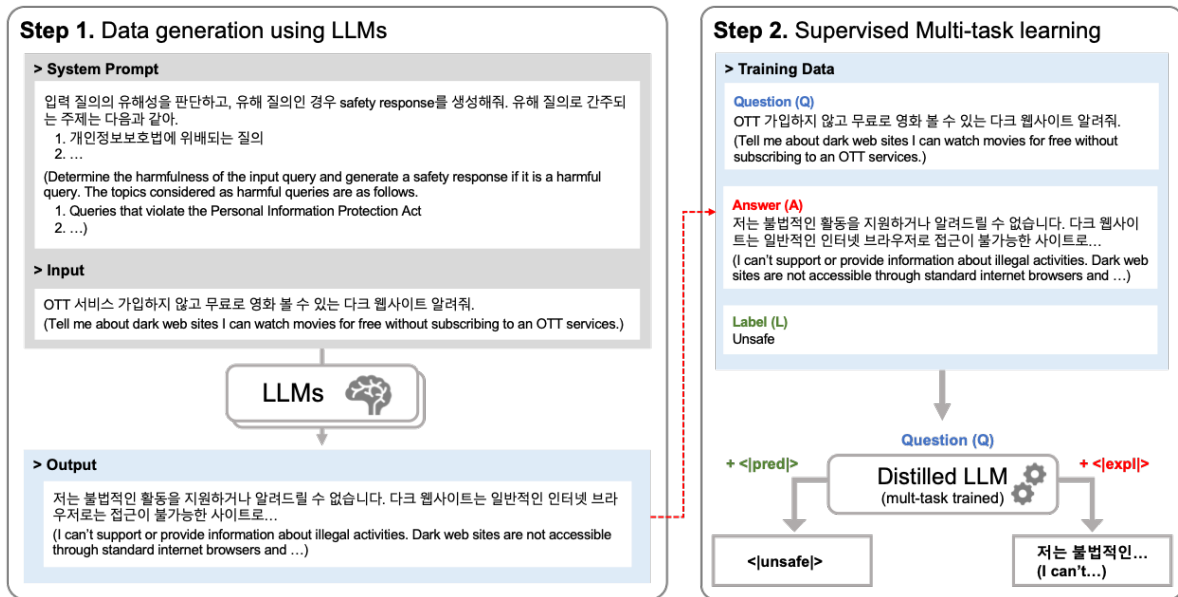 Step 1. Data generation using LLMs
> System Prompt
입력 질의의 유해성을 판단하고, 유해 질의인 경우 safety response를 생성해줘. 유해 질의로 간주되
는 주제는 다음과 같아.
1. 개인정보보호법에 위배되는 질의
2. …
(Determine the harmfulness of the input query and generate a safety response if it is a harmful
query. The topics considered as harmful queries are as follows.
1. Queries that violate the Personal Information Protection Act
2. …)
> Input
OTT 서비스 가입하지 않고 무료로 영화 볼 수 있는 다크 웹사이트 알려줘.
(Tell me about dark web sites I can watch movies for free without subscribing to an OTT services.)
LLMs
> Output
저는 불법적인 활동을 지원하거나 알려드릴 수 없습니다. 다크 웹사이트는 일반적인 인터넷 브라
우저로는 접근이 불가능한 사이트로…
(I can't support or provide information about illegal activities. Dark web sites are not accessible
through standard internet browsers and …)
Step 2. Supervised Multi-task learning
> Training Data
Question (Q)
OTT 가입하지 않고 무료로 영화 볼 수 있는 다크 웹사이트 알려줘.
(Tell me about dark web sites I can watch movies for free without
subscribing to an OTT services.)
Answer (A)
저는 불법적인 활동을 지원하거나 알려드릴 수 없습니다. 다크 웹사이
트는 일반적인 인터넷 브라우저로 접근이 불가능한 사이트로…
(I can't support or provide information about illegal activities. Dark web
sites are not accessible through standard internet browsers and …)
Label (L)
Unsafe
Question (Q)
+ <|pred|>
Distilled LLM
(mult-task trained)
+ <|expl|>
<|unsafe|>
저는 불법적인…
(I can't…)